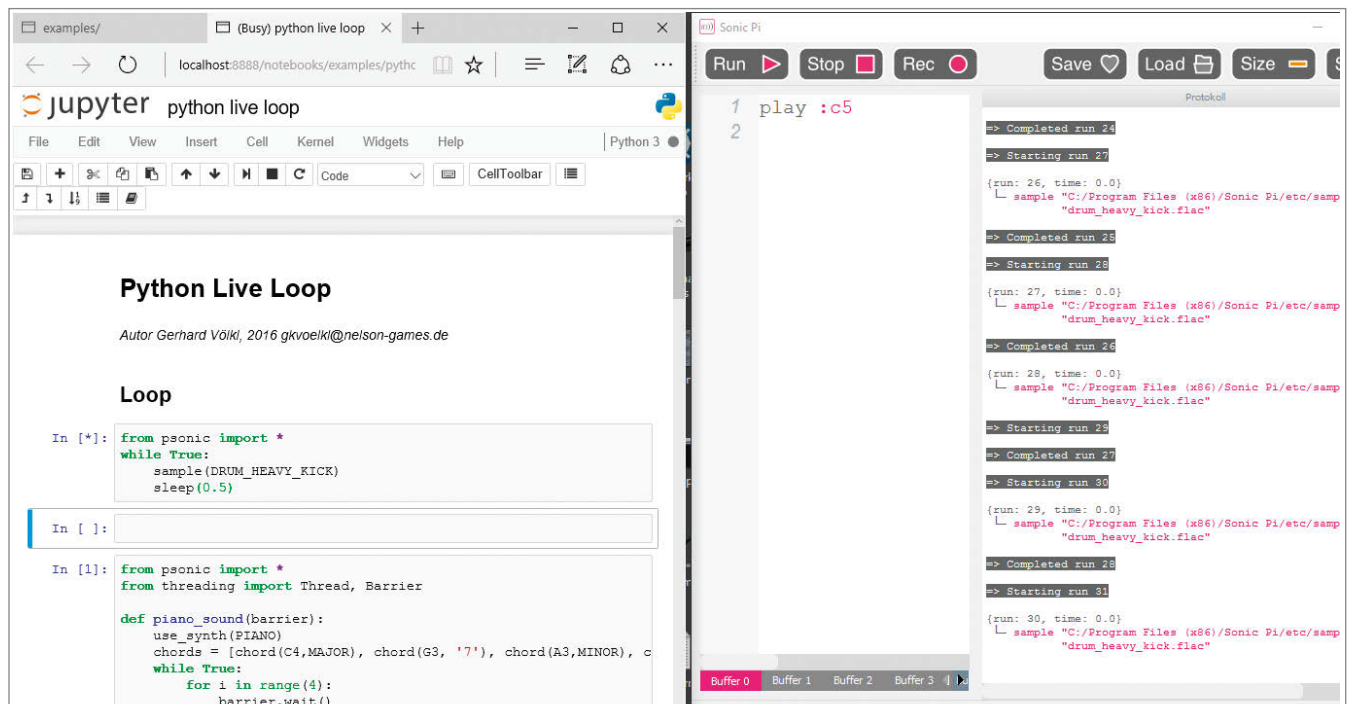 examples/
(Busy) python live loop
localhost:8888/notebooks/examples/pythc
jupyter python live loop
File Edit View Insert Cell Kernel Widgets Help Python 3
Code CellToolbar
Python Live Loop
Autor Gerhard Völkl, 2016 gkvoelkl@nelson-games.de
Loop
In [*]: from psonic import *
while True:
sample(DRUM_HEAVY_KICK)
sleep(0.5)
In [ ]:
In [1]: from psonic import *
from threading import Thread, Barrier
def piano_sound(barrier):
use_synth(PIANO)
chords = [chord(C4,MAJOR), chord(G3, '7'), chord(A3,MINOR), c
while True:
for i in range(4):
barrier.wait()
Sonic Pi
Run Stop Rec Save Load Size
1 play :c5
2
Buffer 0 Buffer 1 Buffer 2 Buffer 3
Protokoll
=> Completed run 24
=> Starting run 27
{run: 26, time: 0.0}
sample "C:/Program Files (x86)/Sonic Pi/etc/samp
"drum_heavy_kick.flac"
=> Completed run 25
=> Starting run 28
{run: 27, time: 0.0}
sample "C:/Program Files (x86)/Sonic Pi/etc/samp
"drum_heavy_kick.flac"
=> Completed run 26
{run: 28, time: 0.0}
sample "C:/Program Files (x86)/Sonic Pi/etc/samp
"drum_heavy_kick.flac"
=> Starting run 29
=> Completed run 27
=> Starting run 30
{run: 29, time: 0.0}
sample "C:/Program Files (x86)/Sonic Pi/etc/samp
"drum_heavy_kick.flac"
=> Completed run 28
=> Starting run 31
{run: 30, time: 0.0}
sample "C:/Program Files (x86)/Sonic Pi/etc/samp
"drum_heavy_kick.flac"